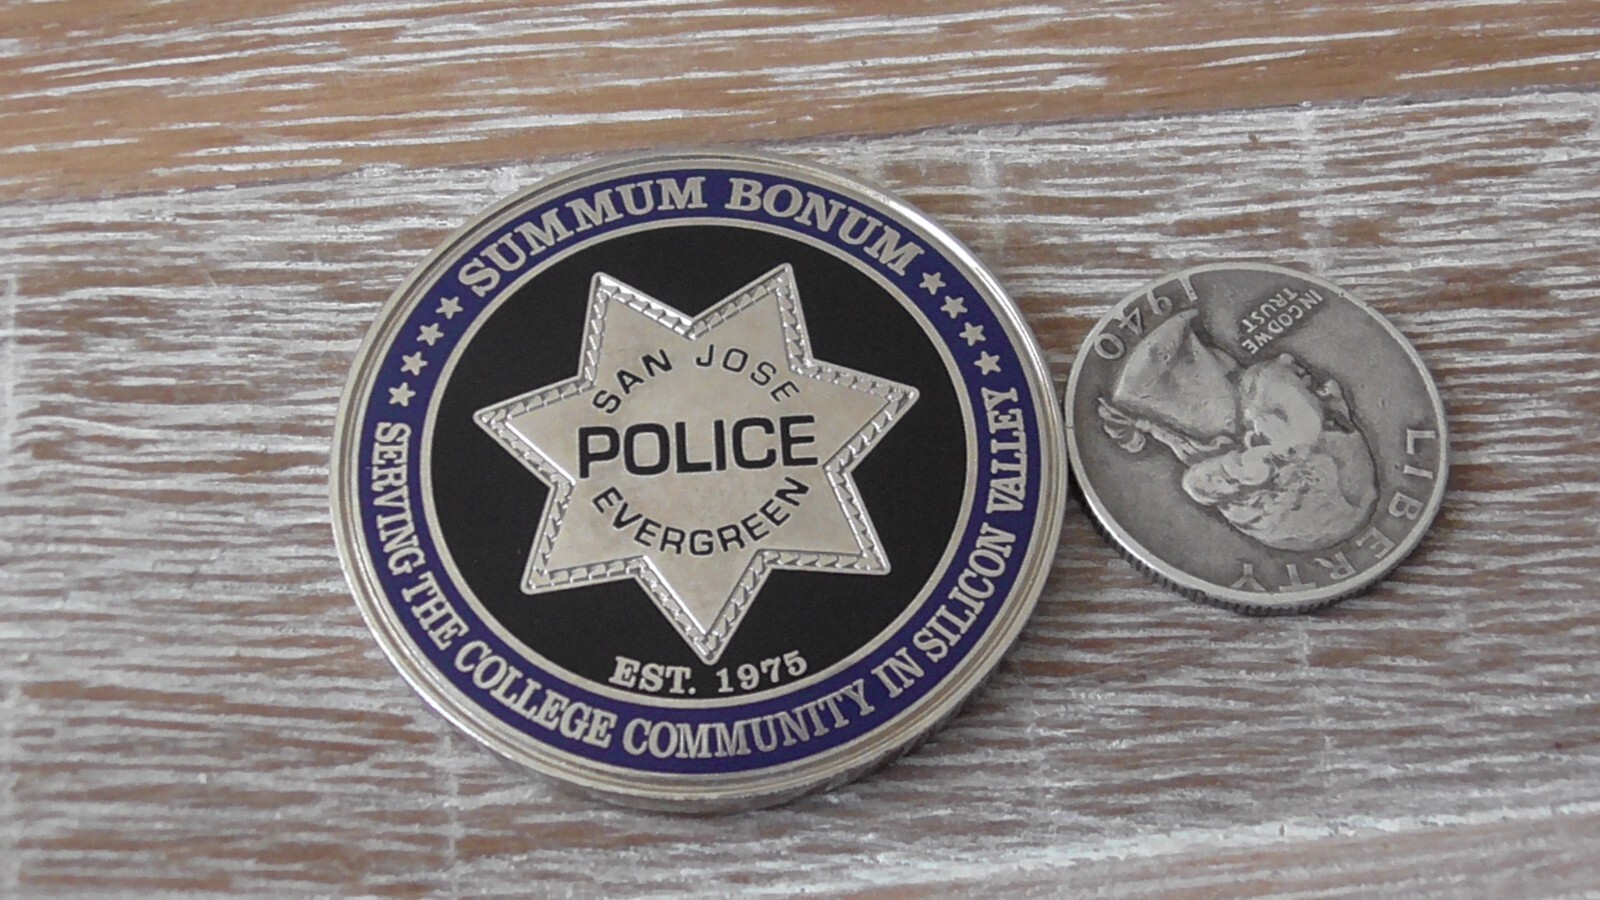 SUMMUM BONUM
SAN JOSE
POLICE
EVERGREEN
EST. 1975
SERVING THE COLLEGE COMMUNITY IN SILICON VALLEY
LIBERTY
IN GOD WE
TRUST
1940